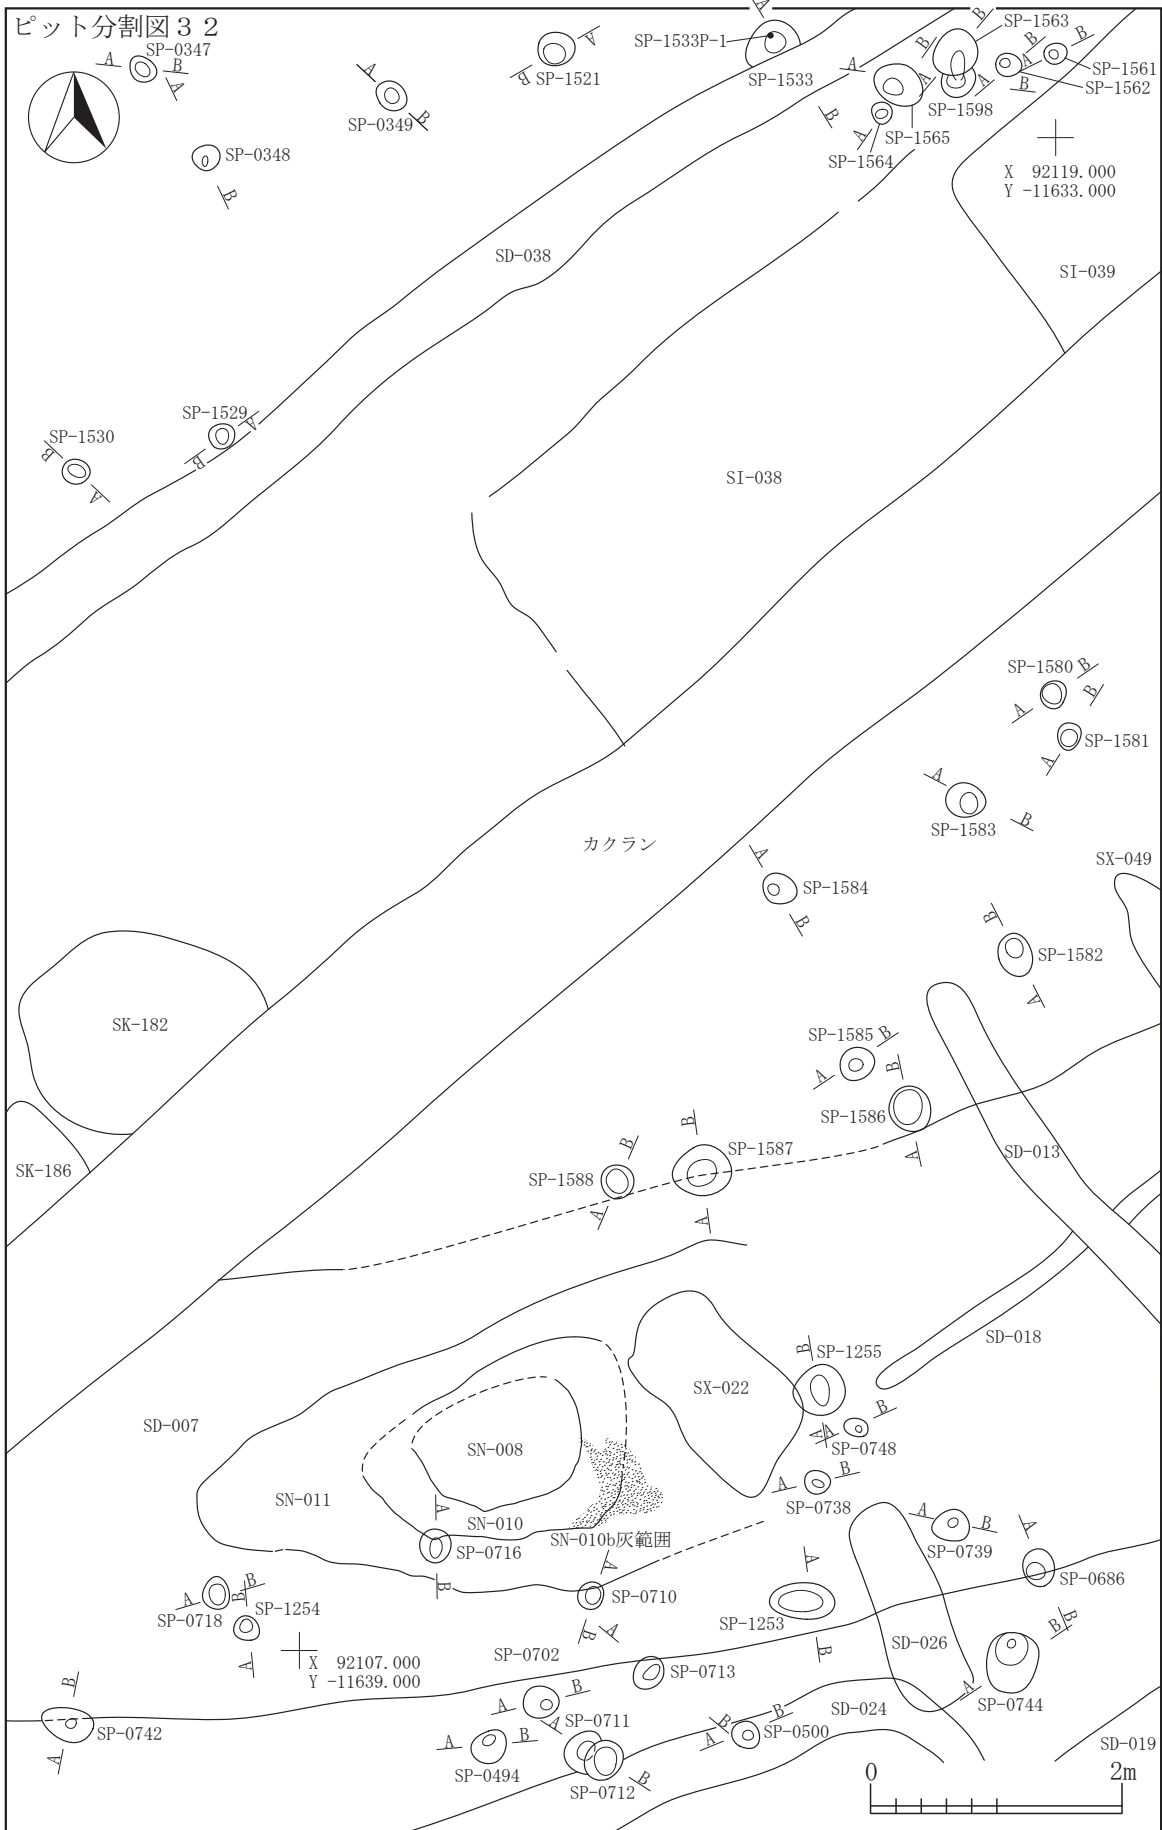 ピット分割図３２
SP-0347
A
B
A
SP-0348
B
A
SP-0349
B
A
SP-1521
B
A
SP-1533P-1
SP-1533
B
A
SP-1565
A
SP-1564
B
A
B
SP-1563
SP-1598
A
B
A
SP-1561
B
SP-1562
B
A
X 92119.000
Y -11633.000
SD-038
SI-039
SP-1529
A
B
SP-1530
B
A
SI-038
SP-1580
B
A
B
SP-1581
A
A
SP-1583
B
カクラン
SX-049
A
SP-1584
B
B
SP-1582
A
SK-182
SP-1585
B
A
B
SP-1586
A
SK-186
SD-013
B
SP-1587
A
B
SP-1588
A
SD-018
B
SP-1255
A
SX-022
B
A
SP-0748
SD-007
SN-008
A
B
SP-0738
SN-011
SN-010
A
SP-0716
B
SN-010b灰範囲
A
B
SP-0739
A
SP-0686
B
A
SP-0710
B
A
SP-1253
B
A
B
SP-0718
B
SP-1254
A
SD-026
B
A
SP-0744
X 92107.000
Y -11639.000
SP-0702
A
SP-0713
B
B
SP-0742
A
A
B
SP-0711
A
SP-0712
B
A
B
SP-0494
B
A
B
SP-0500
SD-024
SD-019
0
2m